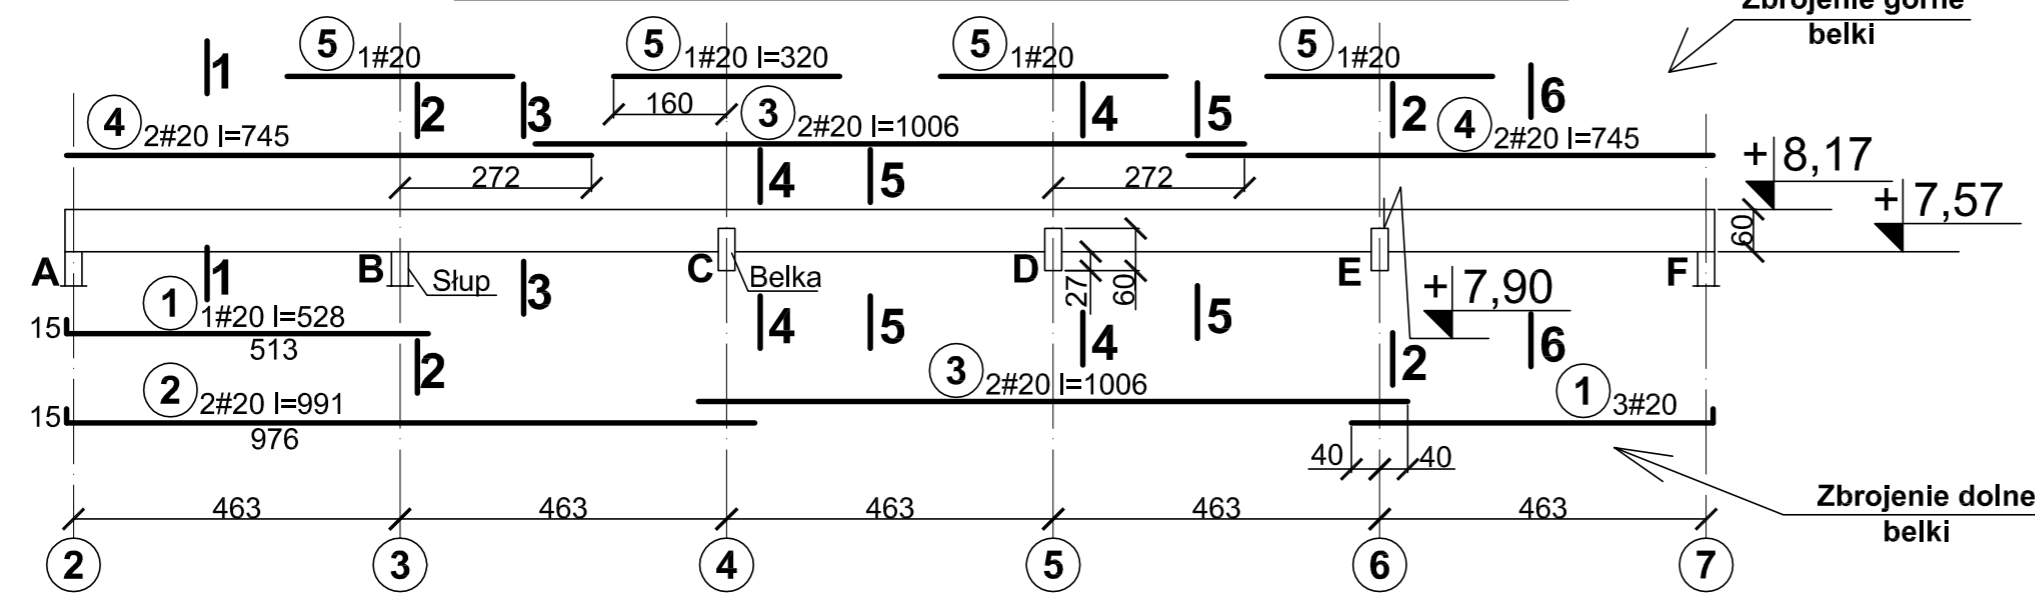 Zbrojenie górne
belki
5 1#20
5 1#20 l=320
5 1#20
5 1#20
1
2
3
160
4
5
2
6
4 2#20 l=745
3 2#20 l=1006
4 2#20 l=745
+8,17
272
4
5
272
+7,57
60
A
1
B
Słup
3
C
Belka
D
27
60
E
+7,90
F
15
1 1#20 l=528
513
2
4
5
4
5
2
6
15
2 2#20 l=991
976
3 2#20 l=1006
1 3#20
40
40
Zbrojenie dolne
belki
463
463
463
463
463
2
3
4
5
6
7